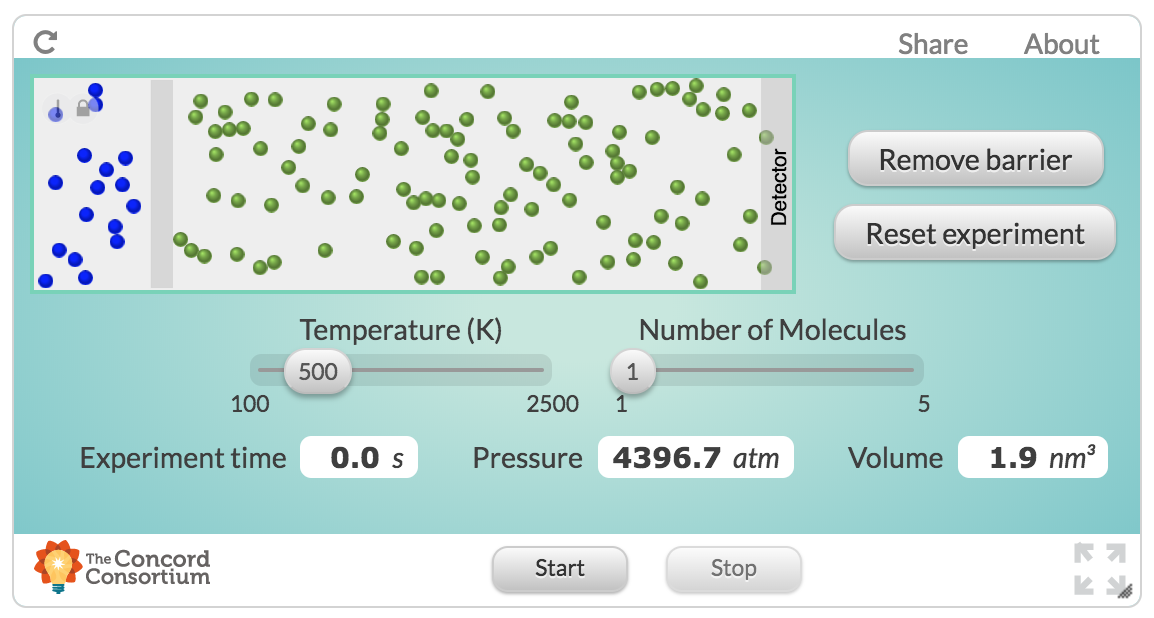 Share About
Detector
Remove barrier
Reset experiment
Temperature (K) Number of Molecules
500 1
100 2500 1 5
Experiment time 0.0 s Pressure 4396.7 atm Volume 1.9 nm³
The Concord
Consortium
Start Stop